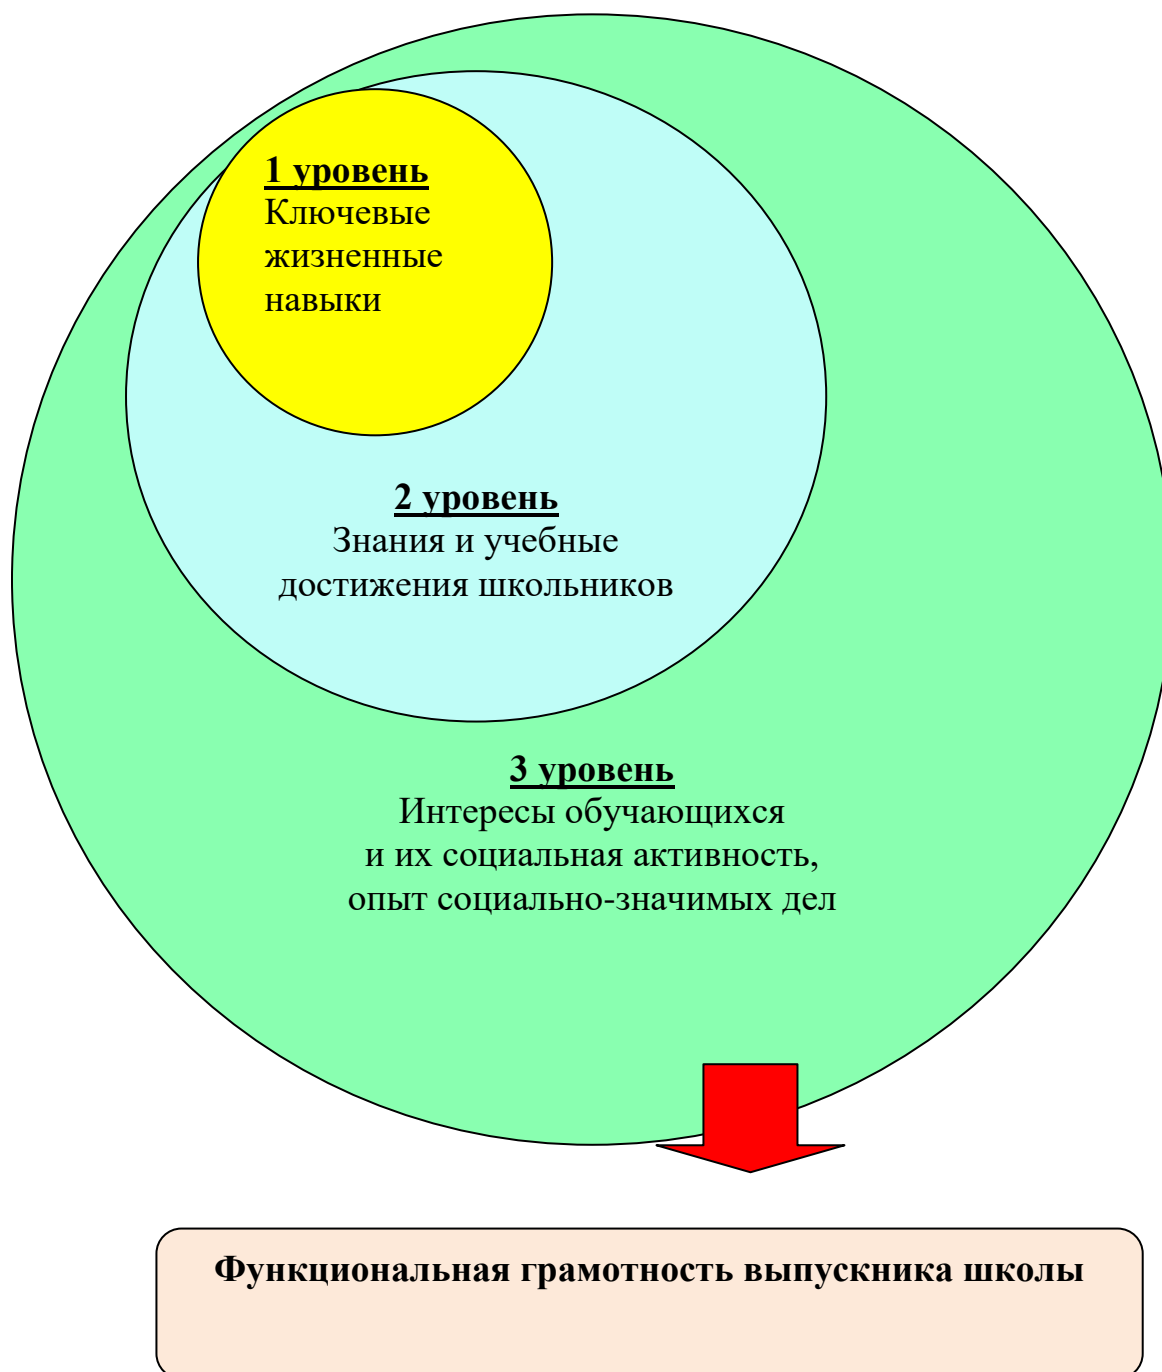 1 уровень
Ключевые
жизненные
навыки
2 уровень
Знания и учебные
достижения школьников
3 уровень
Интересы обучающихся
и их социальная активность,
опыт социально-значимых дел
Функциональная грамотность выпускника школы